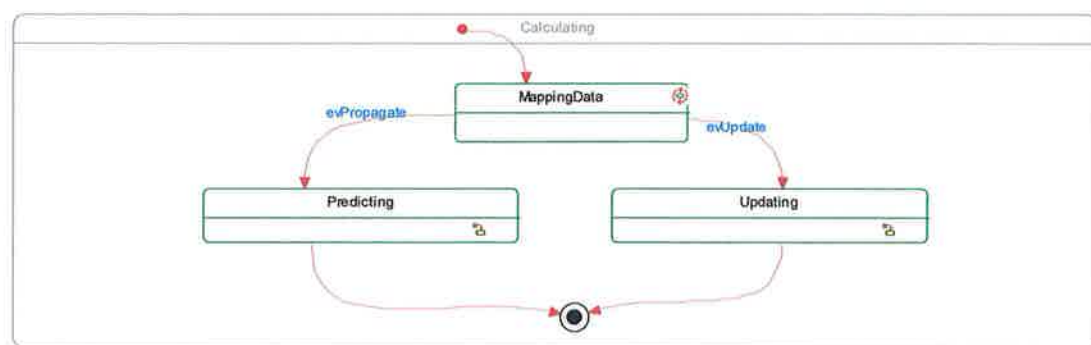 Calculating
MappingData
evPropagate
evUpdate
Predicting
Updating